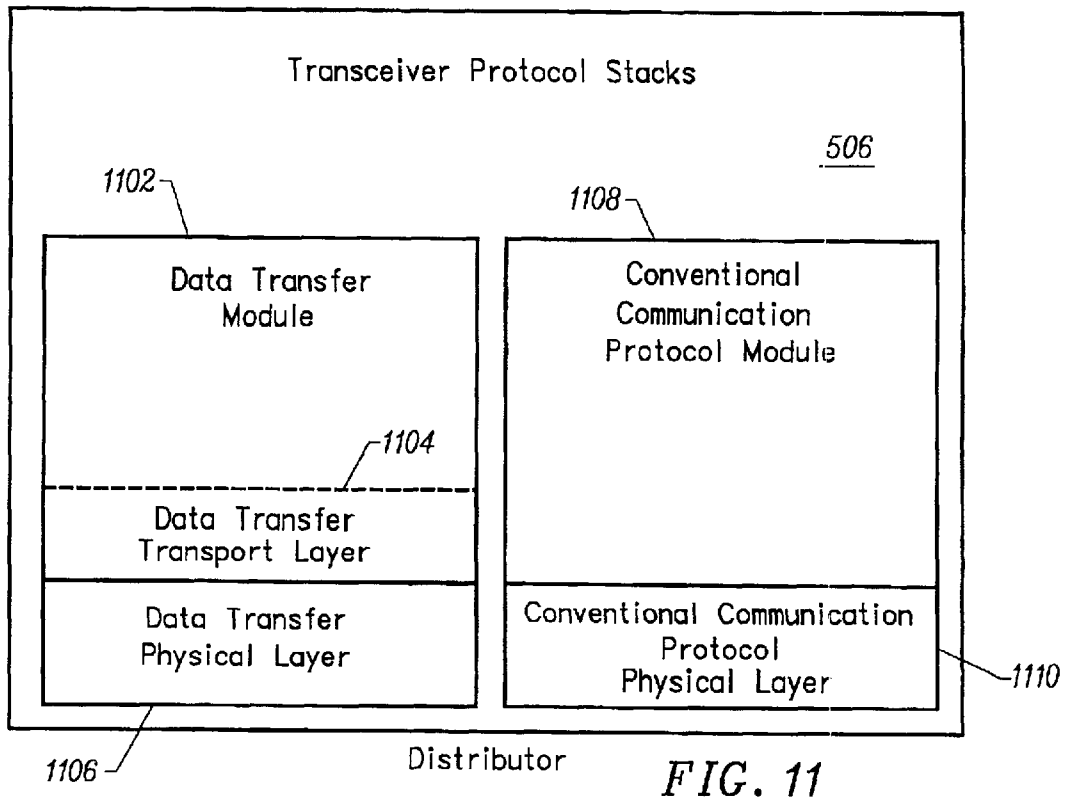 Transceiver Protocol Stacks
506
1102
1108
Data Transfer
Module
Conventional
Communication
Protocol Module
1104
Data Transfer
Transport Layer
Data Transfer
Physical Layer
Conventional Communication
Protocol
Physical Layer
1110
1106
Distributor
FIG. 11